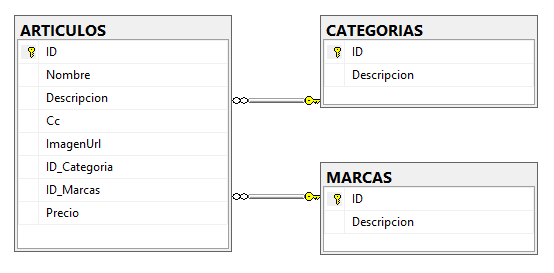 ARTICULOS
ID
Nombre
Descripcion
Cc
ImagenUrl
ID_Categoria
ID_Marcas
Precio
CATEGORIAS
ID
Descripcion
MARCAS
ID
Descripcion